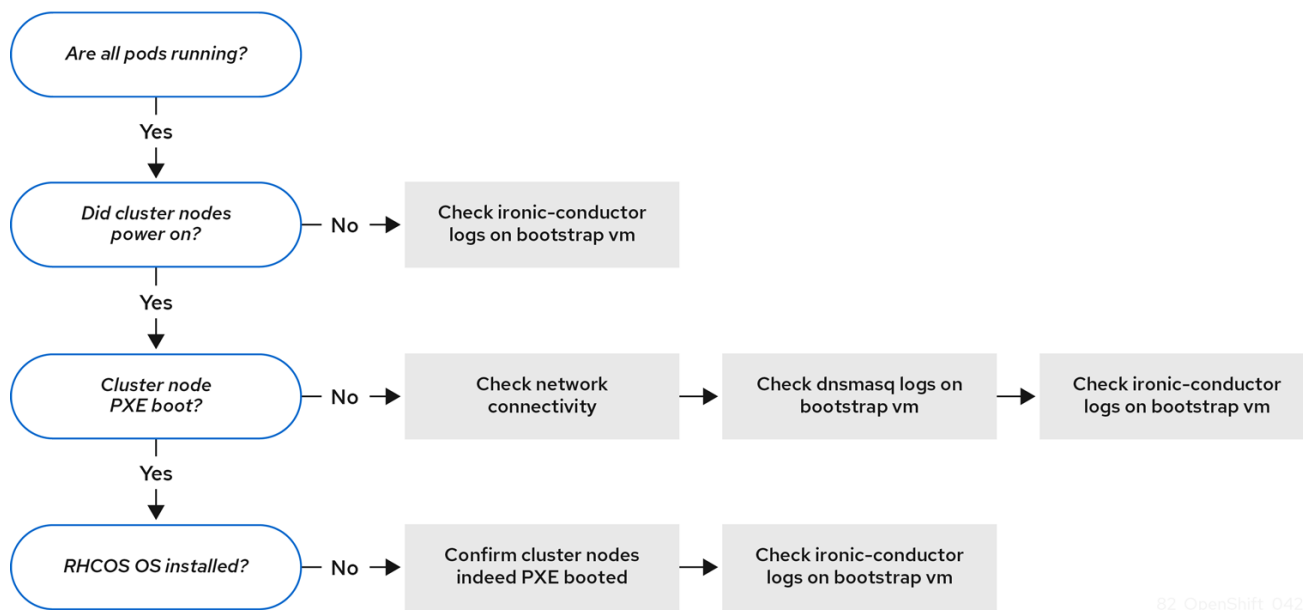 Are all pods running?
Yes
Did cluster nodes
power on?
No
Check ironic-conductor
logs on bootstrap vm
Yes
Cluster node
PXE boot?
No
Check network
connectivity
Check dnsmasq logs on
bootstrap vm
Check ironic-conductor
logs on bootstrap vm
Yes
RHCOS OS installed?
No
Confirm cluster nodes
indeed PXE booted
Check ironic-conductor
logs on bootstrap vm
82_OpenShift_042